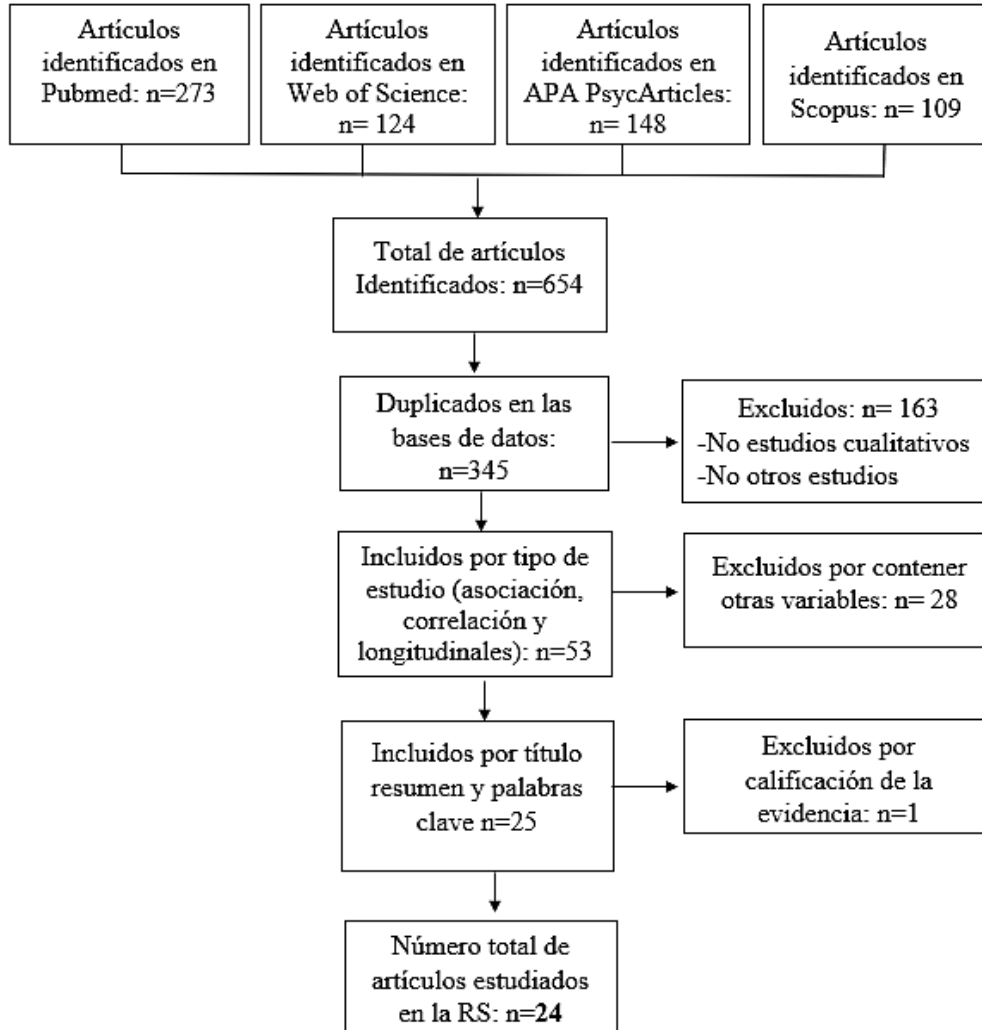 Artículos
identificados en
Pubmed: n=273
Artículos
identificados en
Web of Science:
n= 124
Artículos
identificados en
APA PsycArticles:
n= 148
Artículos
identificados en
Scopus: n= 109
Total de artículos
Identificados: n=654
Duplicados en las
bases de datos:
n=345
Excluidos: n= 163
-No estudios cualitativos
-No otros estudios
Incluidos por tipo de
estudio (asociación,
correlación y
longitudinales): n=53
Excluidos por contener
otras variables: n= 28
Incluidos por título
resumen y palabras
clave n=25
Excluidos por
calificación de la
evidencia: n=1
Número total de
artículos estudiados
en la RS: n=24